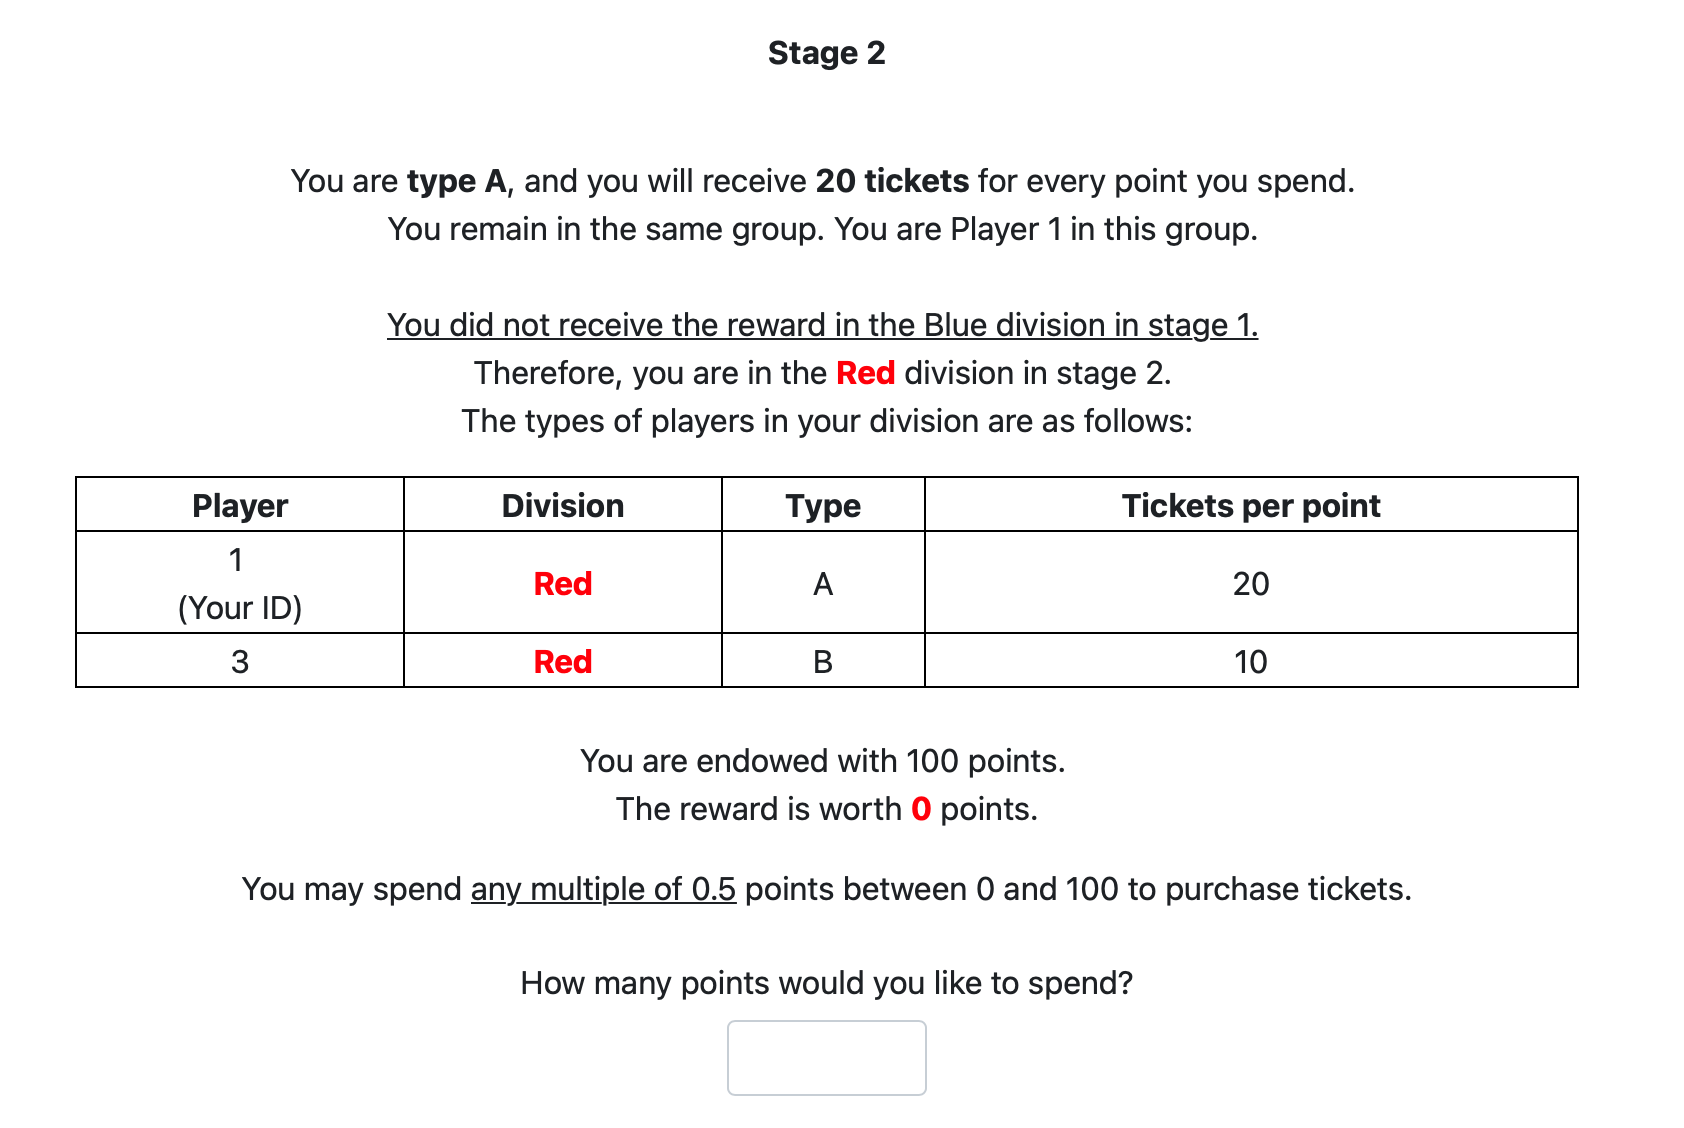 Stage 2
You are type A, and you will receive 20 tickets for every point you spend.
You remain in the same group. You are Player 1 in this group.
You did not receive the reward in the Blue division in stage 1.
Therefore, you are in the Red division in stage 2.
The types of players in your division are as follows:
Player Division Type Tickets per point
1
(Your ID) Red A 20
3 Red B 10
You are endowed with 100 points.
The reward is worth 0 points.
You may spend any multiple of 0.5 points between 0 and 100 to purchase tickets.
How many points would you like to spend?